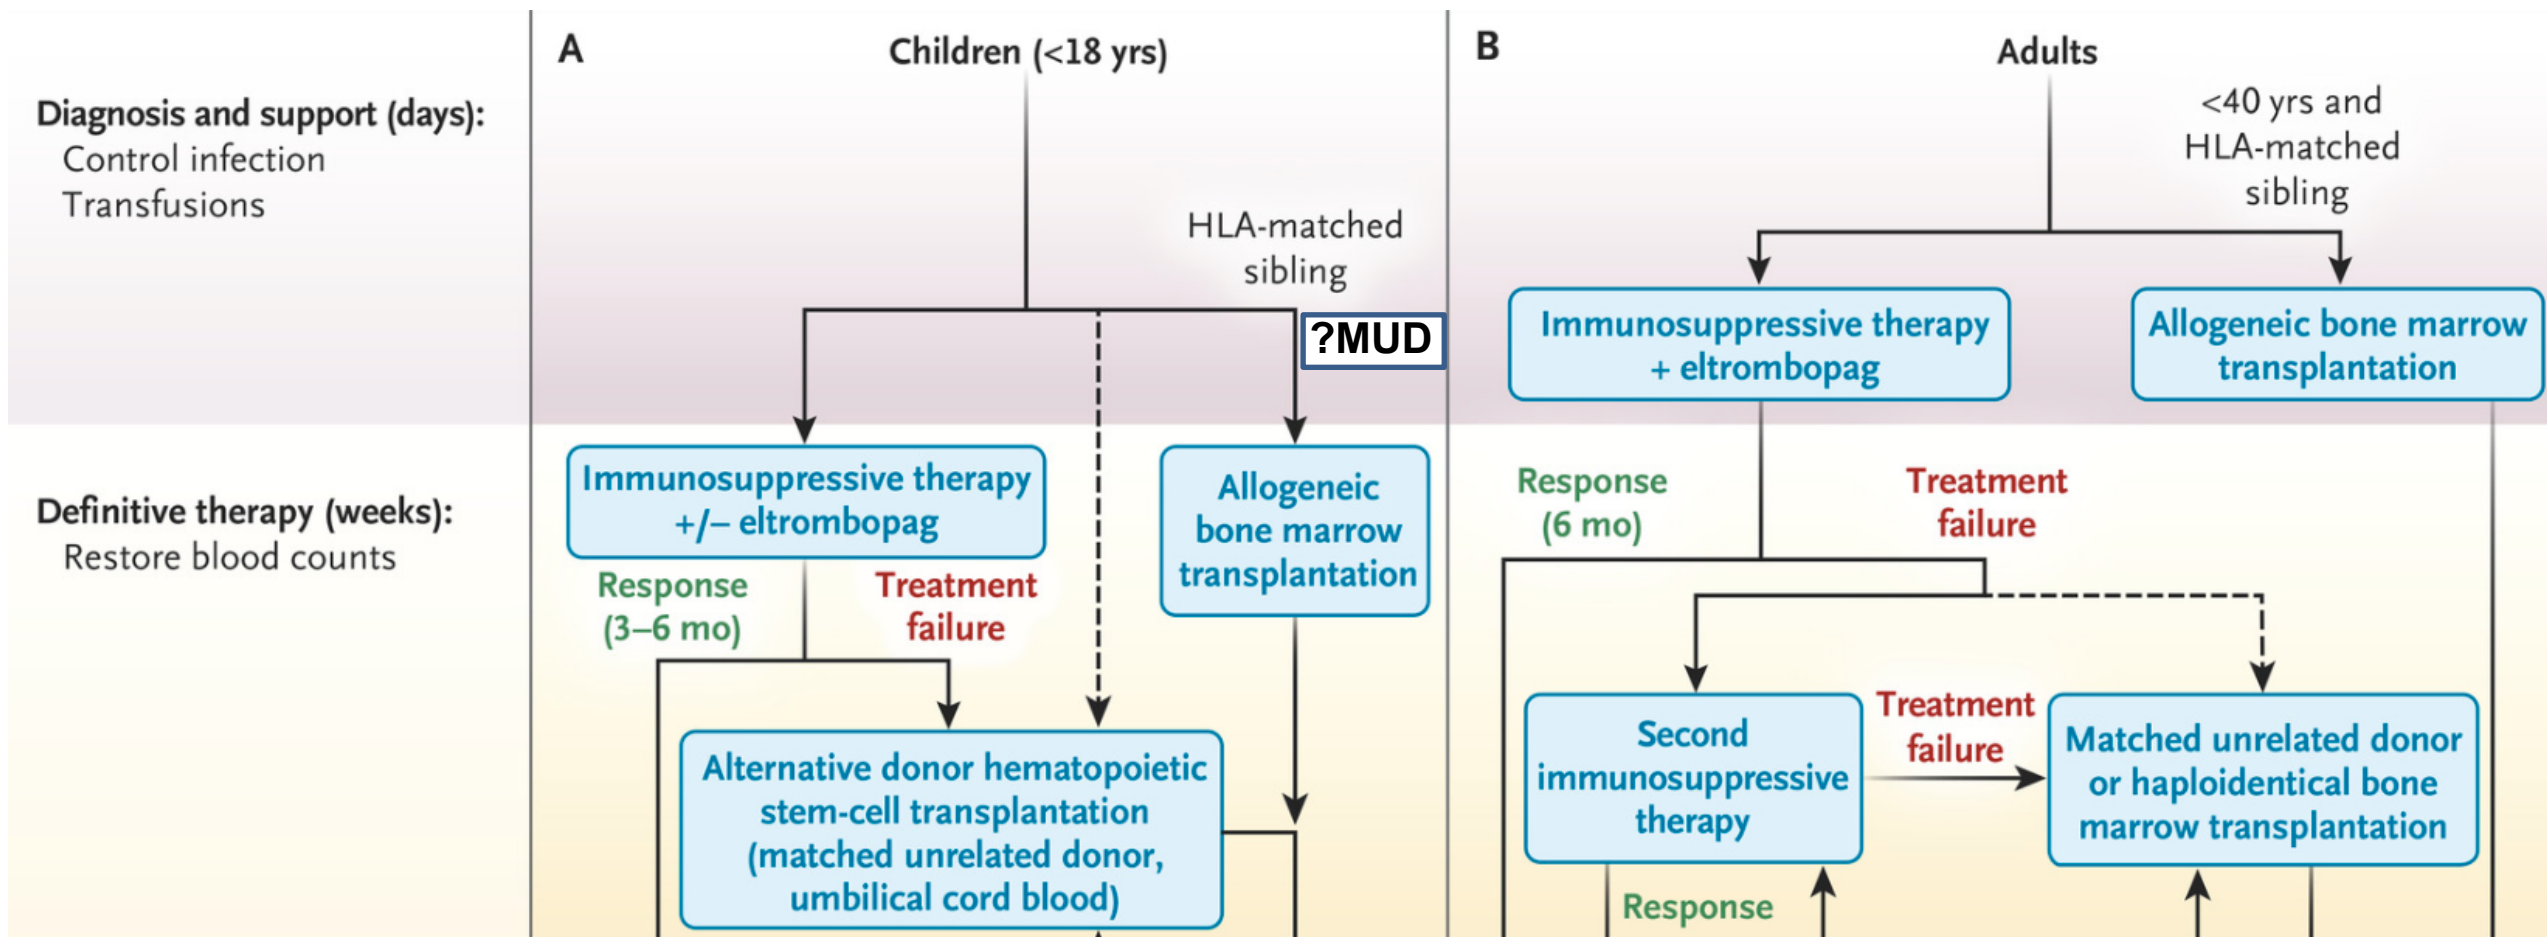 Diagnosis and support (days):
Control infection
Transfusions
Definitive therapy (weeks):
Restore blood counts
A
Children (<18 yrs)
HLA-matched
sibling
?MUD
Immunosuppressive therapy
+/– eltrombopag
Allogeneic
bone marrow
transplantation
Response
(3–6 mo)
Treatment
failure
Alternative donor hematopoietic
stem-cell transplantation
(matched unrelated donor,
umbilical cord blood)
B
Adults
<40 yrs and
HLA-matched
sibling
Immunosuppressive therapy
+ eltrombopag
Allogeneic bone marrow
transplantation
Response
(6 mo)
Treatment
failure
Second
immunosuppressive
therapy
Treatment
failure
Matched unrelated donor
or haploidentical bone
marrow transplantation
Response